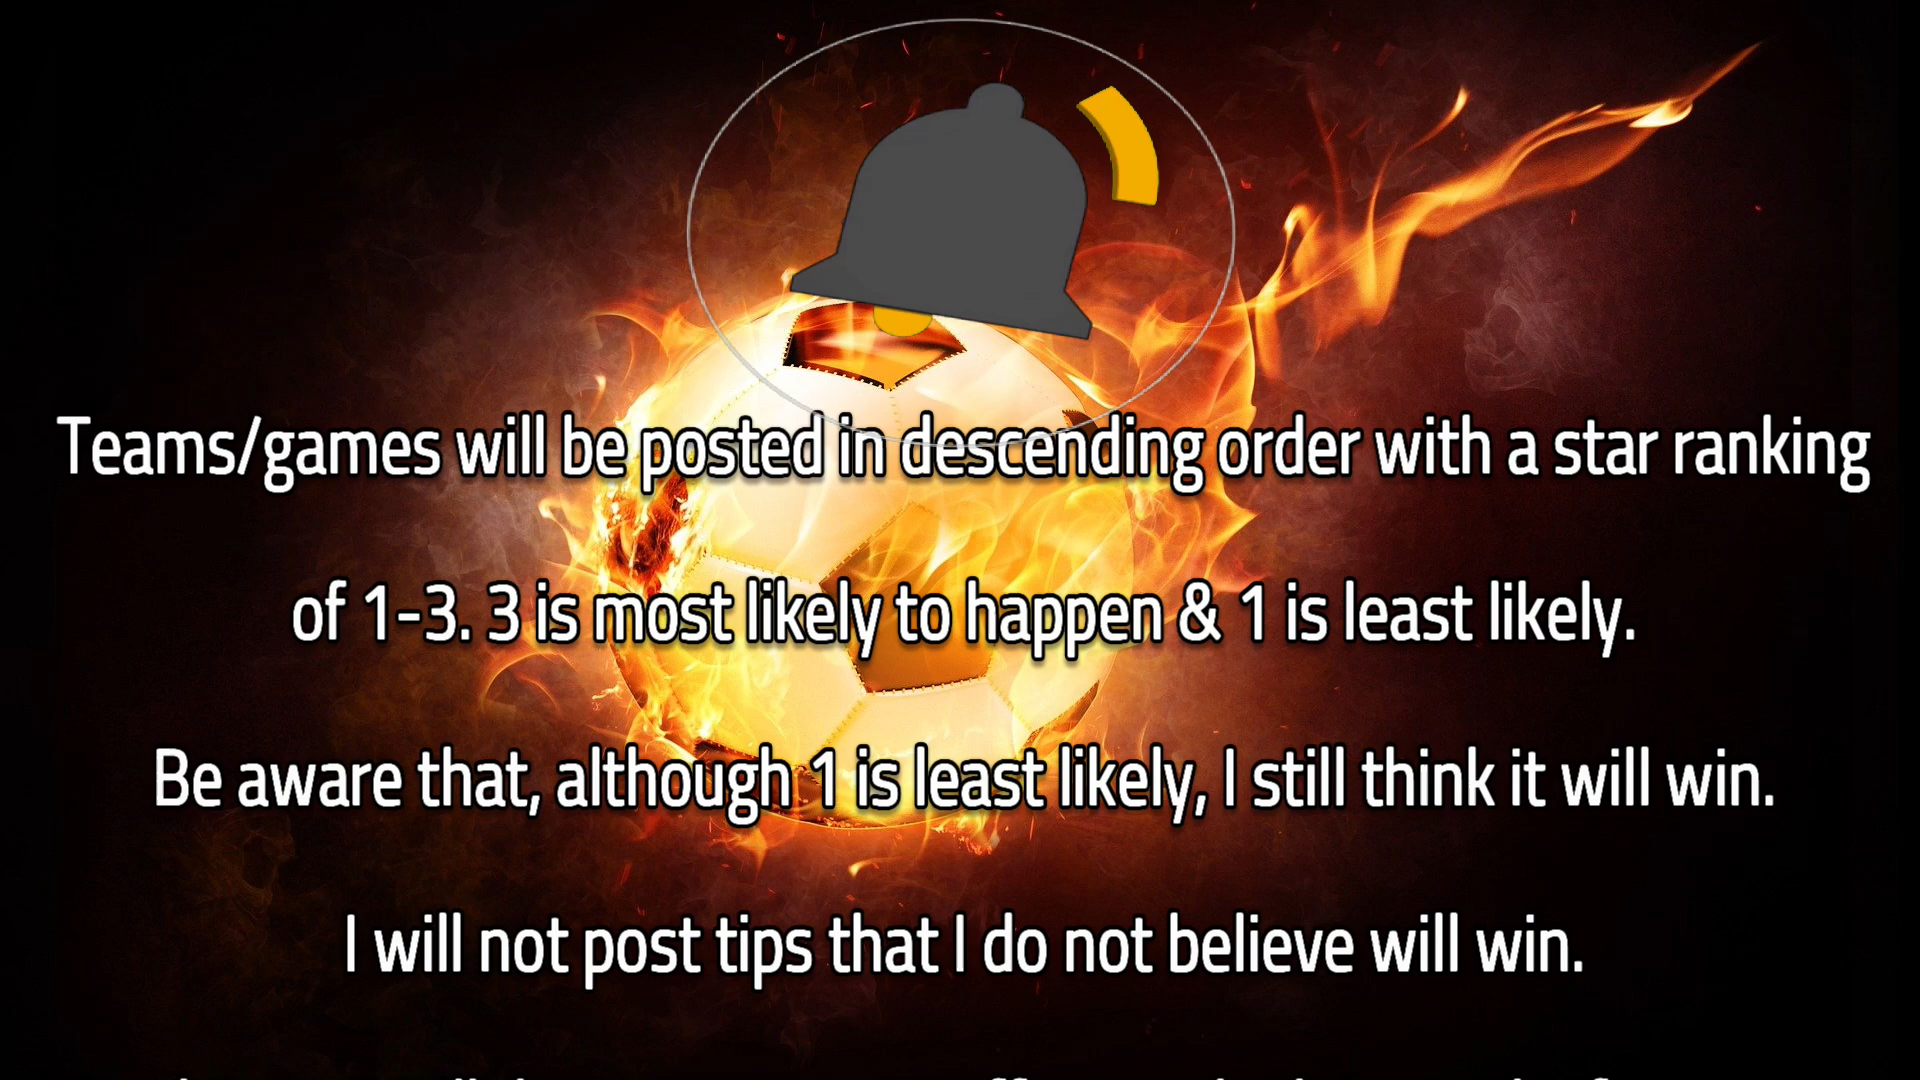 Teams/games will be posted in descending order with a star ranking
of 1-3. 3 is most likely to happen & 1 is least likely.
Be aware that, although 1 is least likely, I still think it will win.
I will not post tips that I do not believe will win.